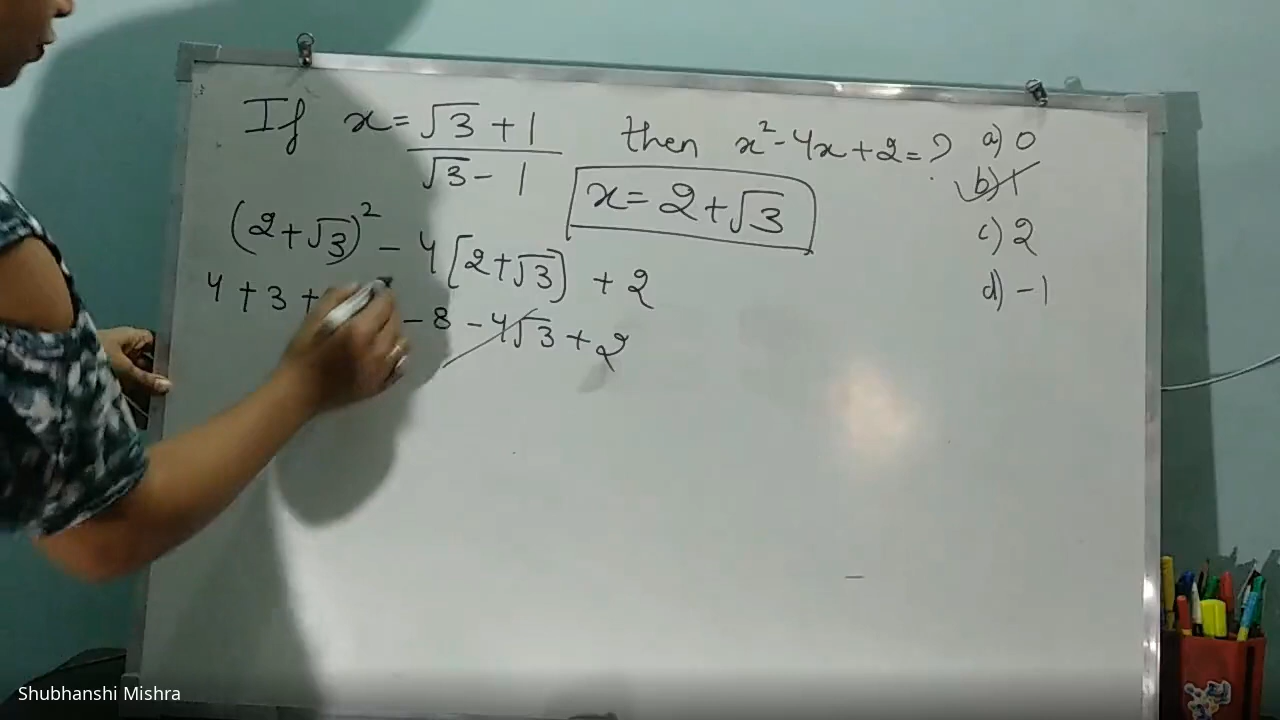 If x = √3 + 1 / √3 - 1 then x² - 4x + 2 = ? a) 0
b) 1
x = 2 + √3
(2 + √3)² - 4[2 + √3] + 2
c) 2
4 + 3 + - 8 - 4√3 + 2
d) -1
Shubhanshi Mishra